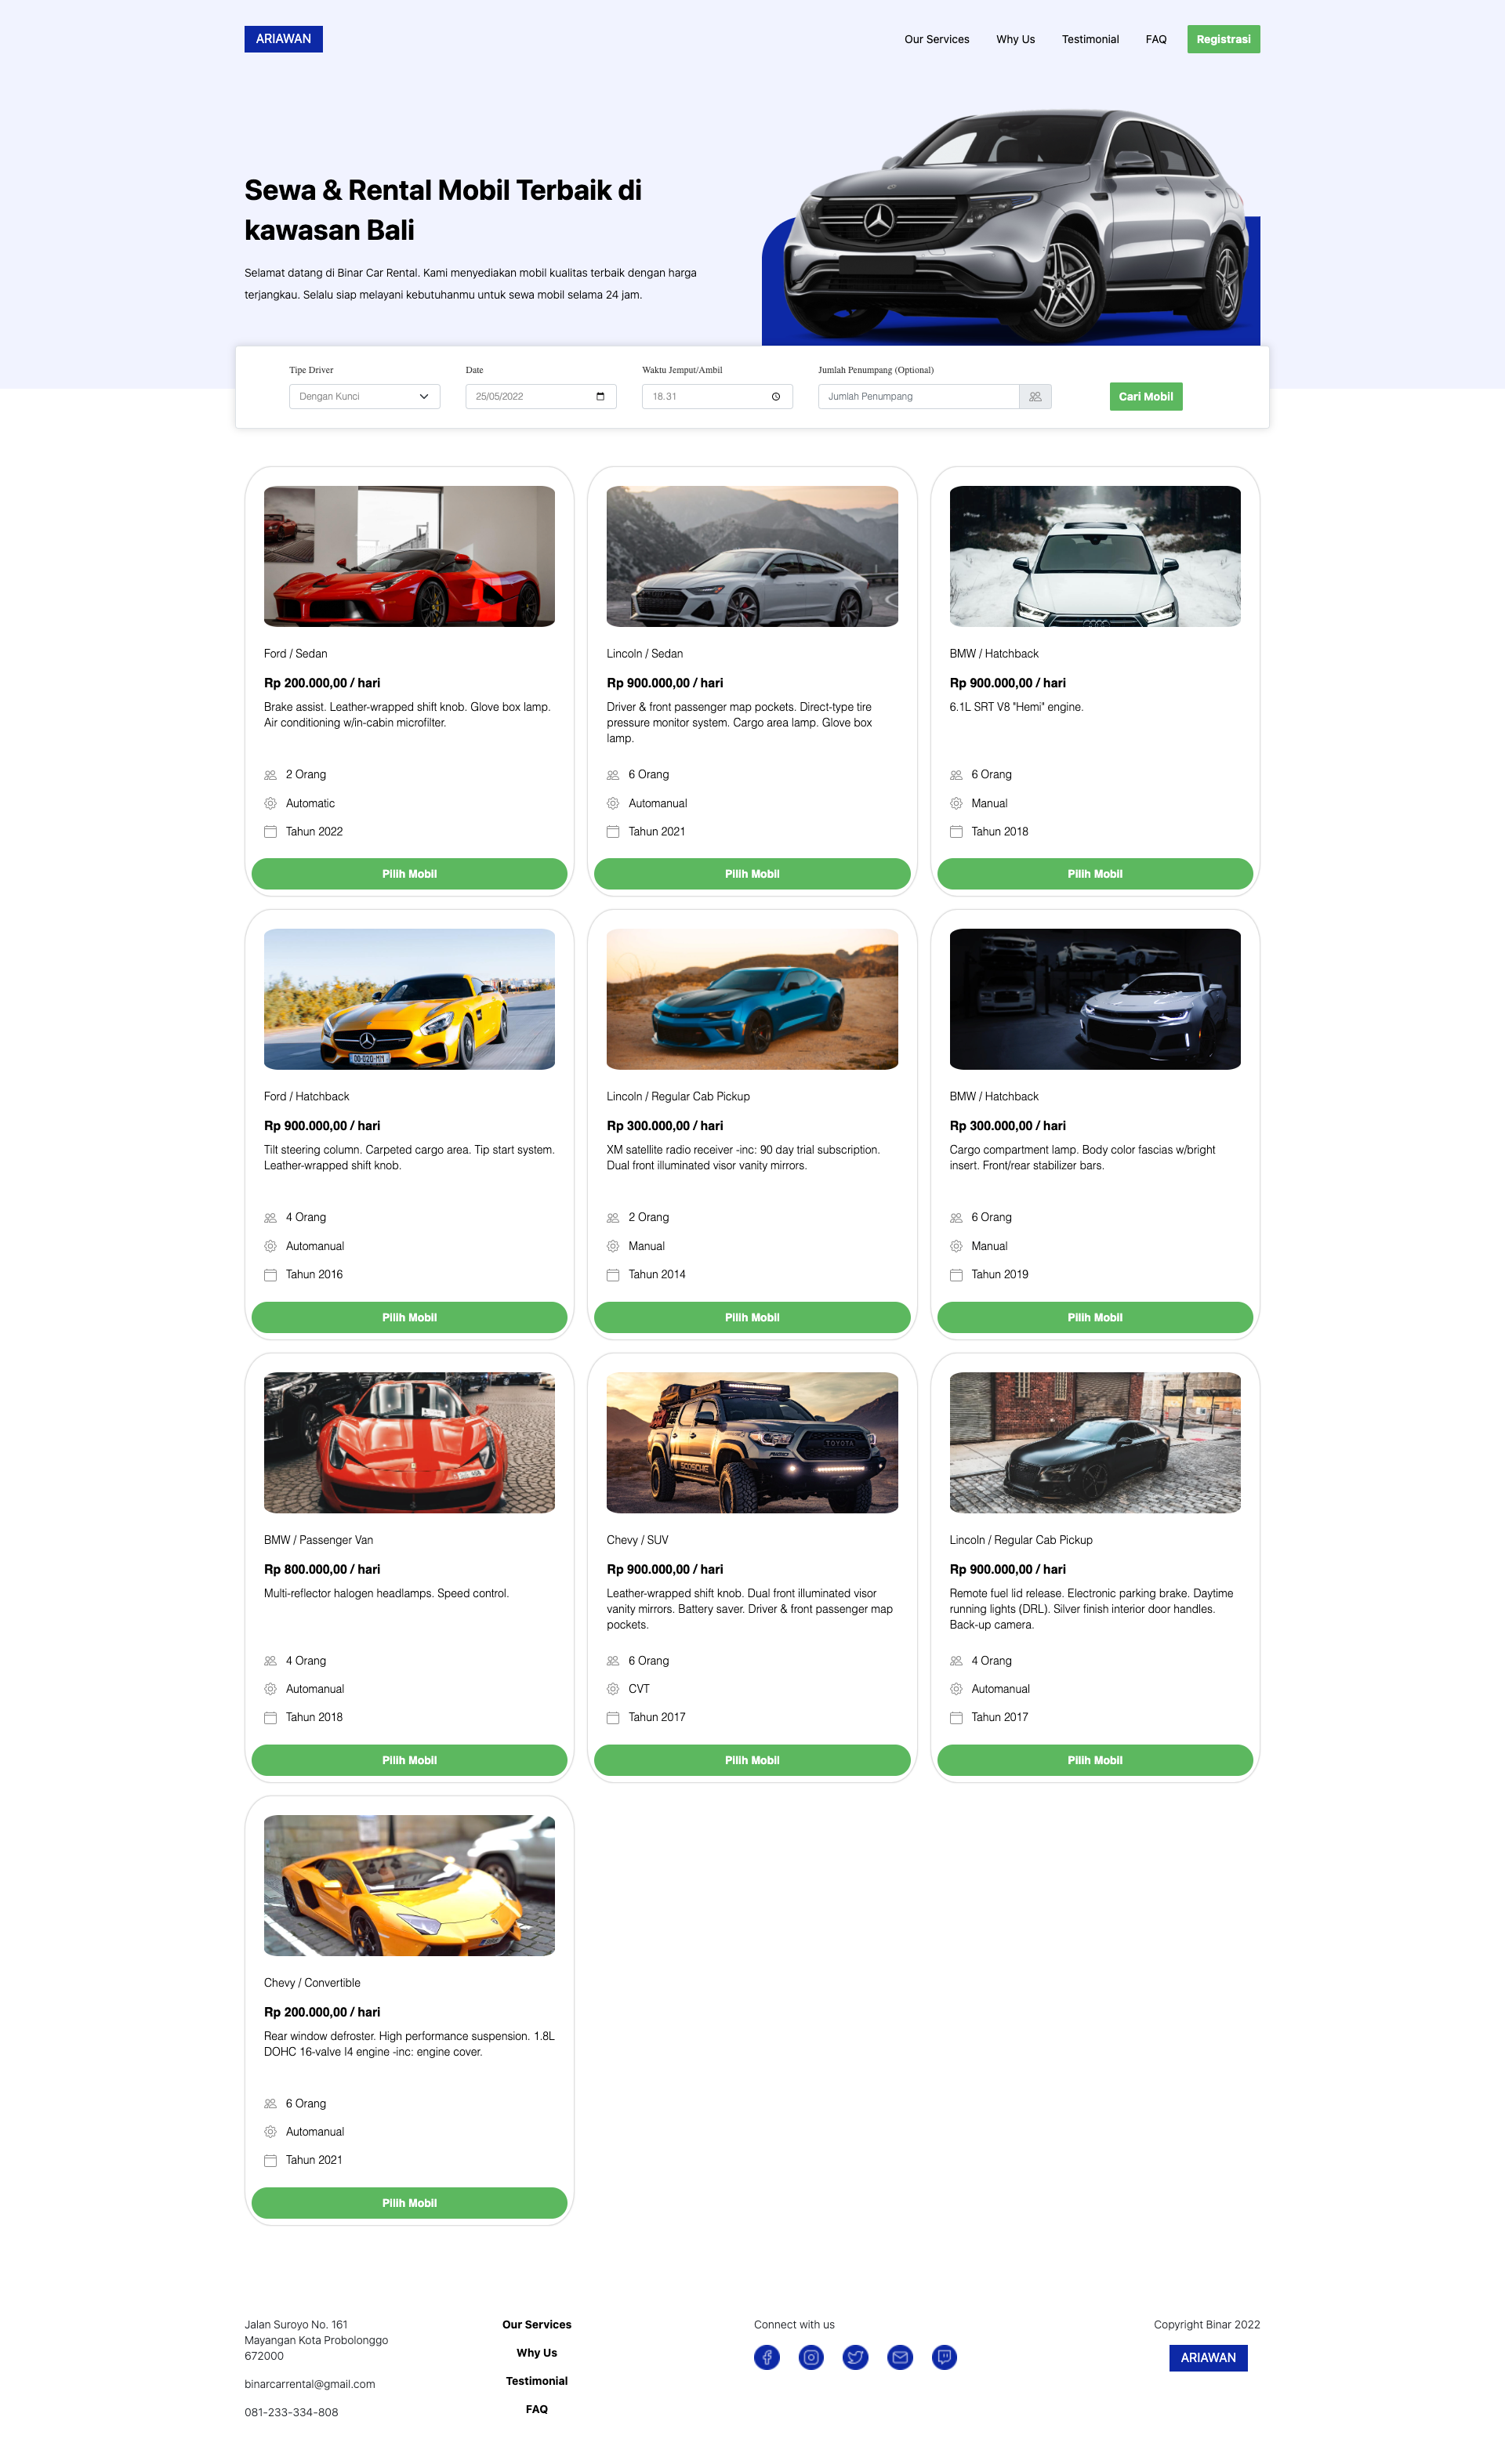 ARIAWAN
Our Services
Why Us
Testimonial
FAQ
Registrasi
Sewa & Rental Mobil Terbaik di
kawasan Bali
Selamat datang di Binar Car Rental. Kami menyediakan mobil kualitas terbaik dengan harga
terjangkau. Selalu siap melayani kebutuhanmu untuk sewa mobil selama 24 jam.
Tipe Driver
Dengan Kunci
Date
25/05/2022
Waktu Jemput/Ambil
18.31
Jumlah Penumpang (Optional)
Jumlah Penumpang
Cari Mobil
Ford / Sedan
Rp 200.000,00 / hari
Brake assist. Leather-wrapped shift knob. Glove box lamp.
Air conditioning w/in-cabin microfilter.
2 Orang
Automatic
Tahun 2022
Pilih Mobil
Lincoln / Sedan
Rp 900.000,00 / hari
Driver & front passenger map pockets. Direct-type tire
pressure monitor system. Cargo area lamp. Glove box
lamp.
6 Orang
Automanual
Tahun 2021
Pilih Mobil
BMW / Hatchback
Rp 900.000,00 / hari
6.1L SRT V8 "Hemi" engine.
6 Orang
Manual
Tahun 2018
Pilih Mobil
Ford / Hatchback
Rp 900.000,00 / hari
Tilt steering column. Carpeted cargo area. Tip start system.
Leather-wrapped shift knob.
4 Orang
Automanual
Tahun 2016
Pilih Mobil
Lincoln / Regular Cab Pickup
Rp 300.000,00 / hari
XM satellite radio receiver -inc: 90 day trial subscription.
Dual front illuminated visor vanity mirrors.
2 Orang
Manual
Tahun 2014
Pilih Mobil
BMW / Hatchback
Rp 300.000,00 / hari
Cargo compartment lamp. Body color fascias w/bright
insert. Front/rear stabilizer bars.
6 Orang
Manual
Tahun 2019
Pilih Mobil
BMW / Passenger Van
Rp 800.000,00 / hari
Multi-reflector halogen headlamps. Speed control.
4 Orang
Automanual
Tahun 2018
Pilih Mobil
TOYOTA
Chevy / SUV
Rp 900.000,00 / hari
Leather-wrapped shift knob. Dual front illuminated visor
vanity mirrors. Battery saver. Driver & front passenger map
pockets.
6 Orang
CVT
Tahun 2017
Pilih Mobil
Lincoln / Regular Cab Pickup
Rp 900.000,00 / hari
Remote fuel lid release. Electronic parking brake. Daytime
running lights (DRL). Silver finish interior door handles.
Back-up camera.
4 Orang
Automanual
Tahun 2017
Pilih Mobil
Chevy / Convertible
Rp 200.000,00 / hari
Rear window defroster. High performance suspension. 1.8L
DOHC 16-valve I4 engine -inc: engine cover.
6 Orang
Automanual
Tahun 2021
Pilih Mobil
Jalan Suroyo No. 161
Mayangan Kota Probolonggo
672000
binarcarrental@gmail.com
081-233-334-808
Our Services
Why Us
Testimonial
FAQ
Connect with us
Copyright Binar 2022
ARIAWAN